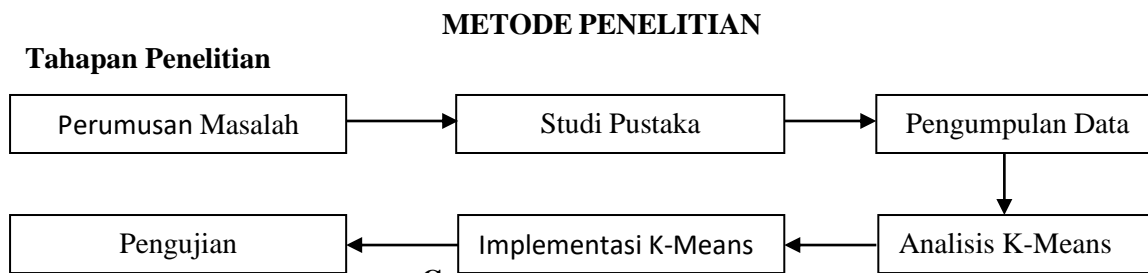 METODE PENELITIAN
Tahapan Penelitian
Perumusan Masalah
Studi Pustaka
Pengumpulan Data
Analisis K-Means
Implementasi K-Means
Pengujian